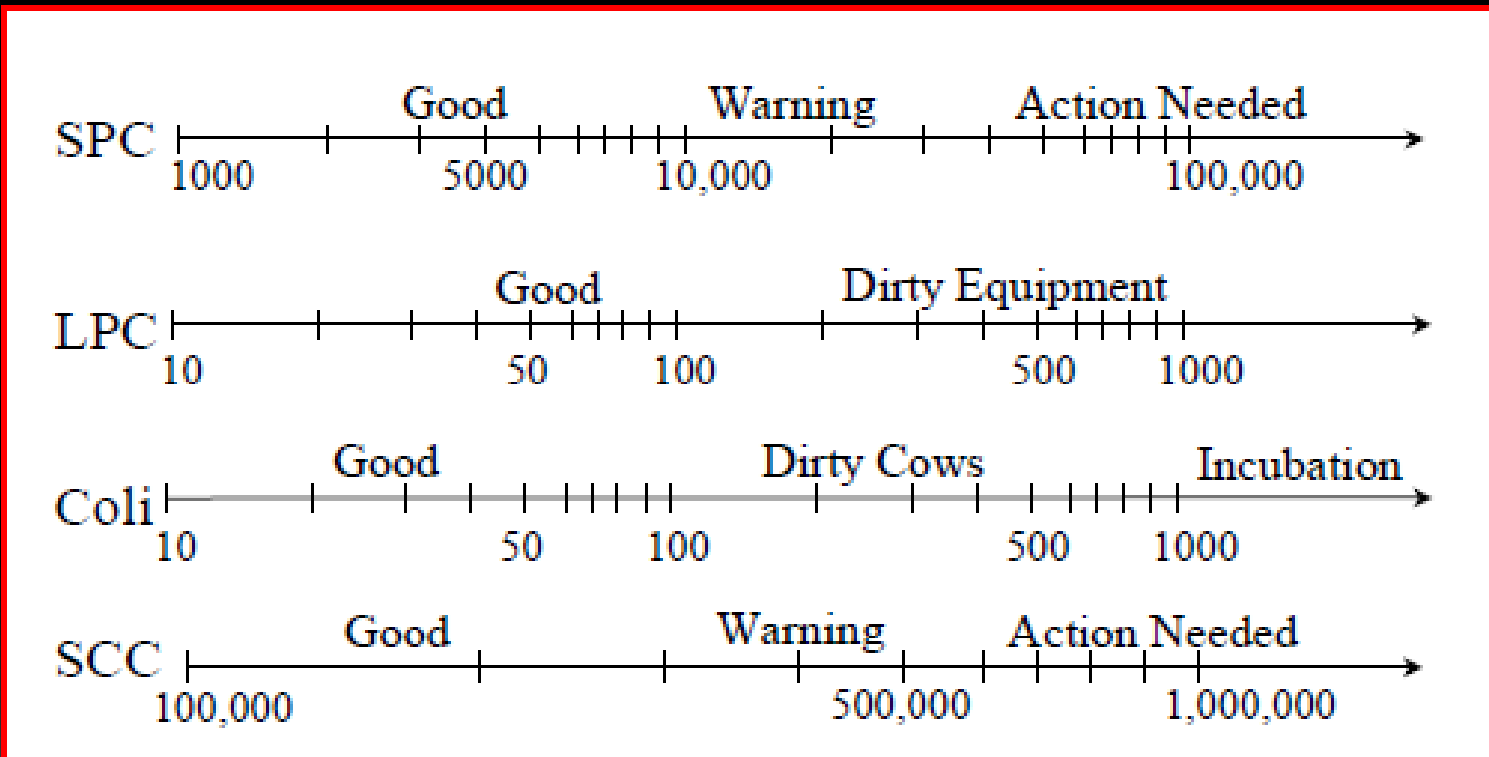 Good Warning Action Needed
SPC
1000 5000 10,000 100,000
Good Dirty Equipment
LPC
10 50 100 500 1000
Good Dirty Cows Incubation
Coli
10 50 100 500 1000
Good Warning Action Needed
SCC
100,000 500,000 1,000,000